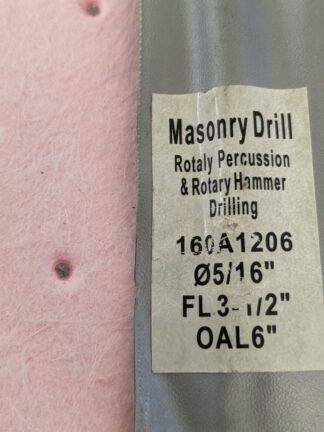 Masonry Drill
Rotaly Percussion
& Rotary Hammer
Drilling
160A1206
Ø5/16"
FL 3-1/2"
OAL6"